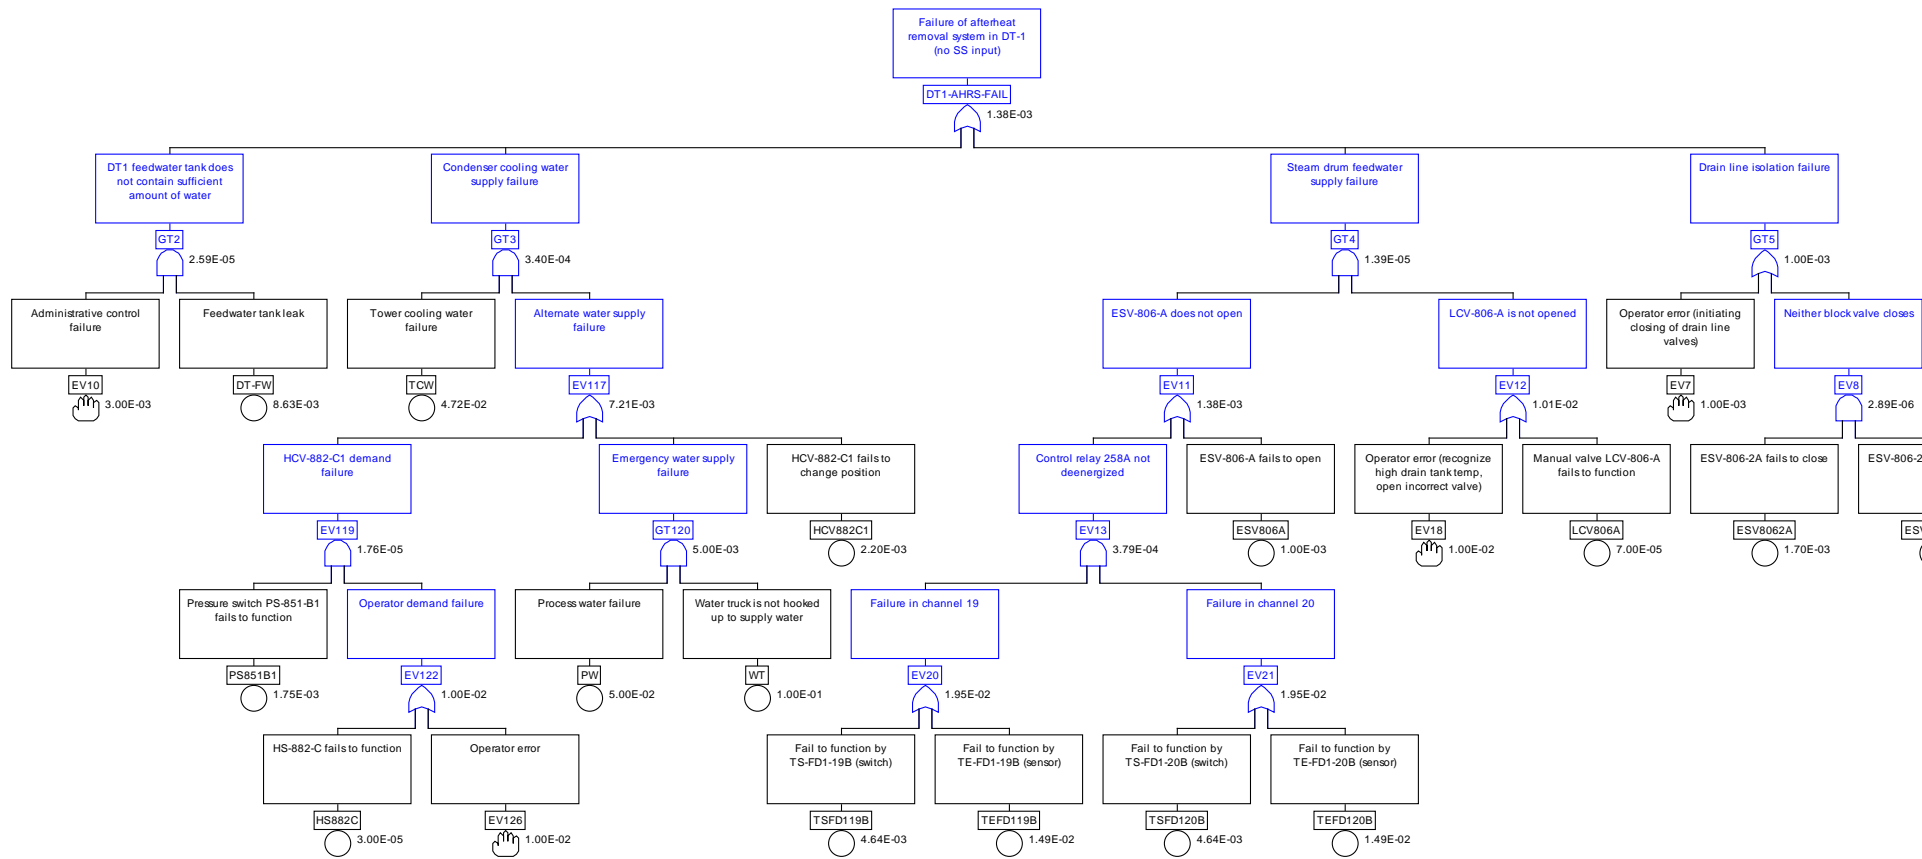 Failure of afterheat
removal system in DT-1
(no SS input)
DT1-AHRS-FAIL
1.38E-03
DT1 feedwater tank does
not contain sufficient
amount of water
GT2
2.59E-05
Condenser cooling water
supply failure
GT3
3.40E-04
Steam drum feedwater
supply failure
GT4
1.39E-05
Drain line isolation failure
GT5
1.00E-03
Administrative control
failure
EV10
3.00E-03
Feedwater tank leak
DT-FW
8.63E-03
Tower cooling water
failure
TCW
4.72E-02
Alternate water supply
failure
EV117
7.21E-03
ESV-806-A does not open
EV11
1.38E-03
LCV-806-A is not opened
EV12
1.01E-02
Operator error (initiating
closing of drain line
valves)
EV7
1.00E-03
Neither block valve closes
EV8
2.89E-06
HCV-882-C1 demand
failure
EV119
1.76E-05
Emergency water supply
failure
GT120
5.00E-03
HCV-882-C1 fails to
change position
HCV882C1
2.20E-03
Control relay 258A not
deenergized
EV13
3.79E-04
ESV-806-A fails to open
ESV806A
1.00E-03
Operator error (recognize
high drain tank temp,
open incorrect valve)
EV18
1.00E-02
Manual valve LCV-806-A
fails to function
LCV806A
7.00E-05
ESV-806-2A fails to close
ESV8062A
1.70E-03
ESV-806-2
ESV
Pressure switch PS-851-B1
fails to function
PS851B1
1.75E-03
Operator demand failure
EV122
1.00E-02
Process water failure
PW
5.00E-02
Water truck is not hooked
up to supply water
WT
1.00E-01
Failure in channel 19
EV20
1.95E-02
Failure in channel 20
EV21
1.95E-02
HS-882-C fails to function
HS882C
3.00E-05
Operator error
EV126
1.00E-02
Fail to function by
TS-FD1-19B (switch)
TSFD119B
4.64E-03
Fail to function by
TE-FD1-19B (sensor)
TEFD119B
1.49E-02
Fail to function by
TS-FD1-20B (switch)
TSFD120B
4.64E-03
Fail to function by
TE-FD1-20B (sensor)
TEFD120B
1.49E-02